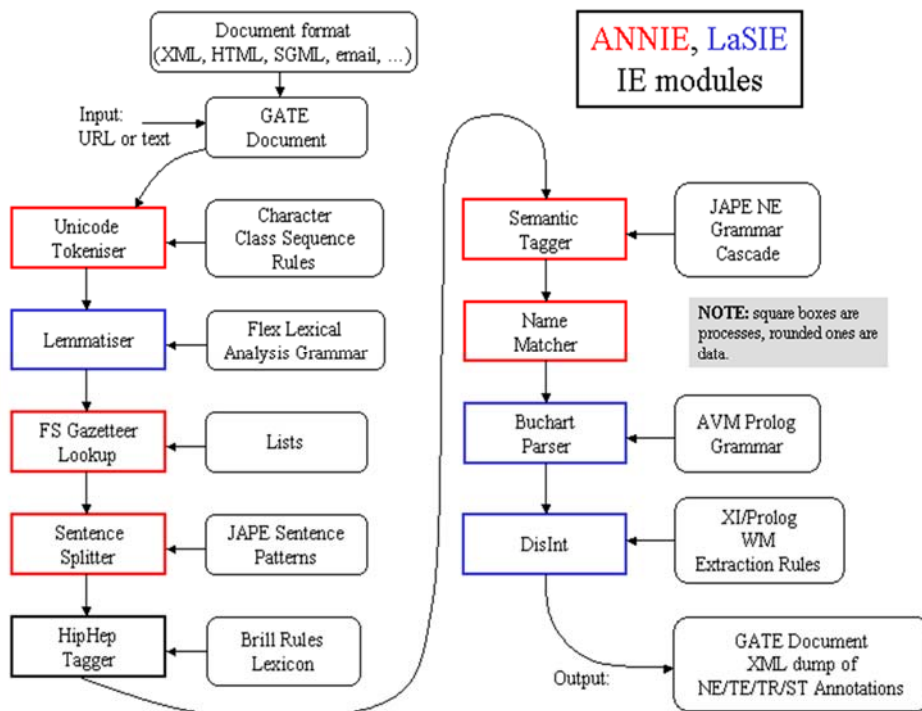 Document format
(XML, HTML, SGML, email, ...)
Input:
URL or text
GATE
Document
Unicode
Tokeniser
Character
Class Sequence
Rules
Lemmatiser
Flex Lexical
Analysis Grammar
FS Gazetteer
Lookup
Lists
Sentence
Splitter
JAPE Sentence
Patterns
HipHep
Tagger
Brill Rules
Lexicon
ANNIE, LaSIE
IE modules
Semantic
Tagger
JAPE NE
Grammar
Cascade
Name
Matcher
NOTE: square boxes are
processes, rounded ones are
data.
Buchart
Parser
AVM Prolog
Grammar
DisInt
XI/Prolog
WM
Extraction Rules
Output:
GATE Document
XML dump of
NE/TE/TR/ST Annotations